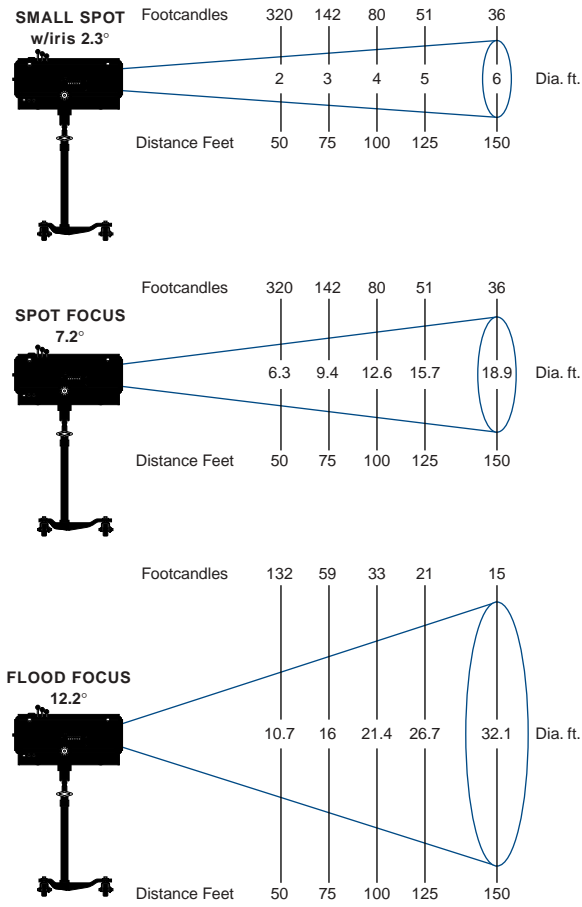 SMALL SPOT
w/iris 2.3°
Footcandles 320 142 80 51 36
2 3 4 5 6 Dia. ft.
Distance Feet 50 75 100 125 150
Footcandles 320 142 80 51 36
SPOT FOCUS
7.2°
6.3 9.4 12.6 15.7 18.9 Dia. ft.
Distance Feet 50 75 100 125 150
Footcandles 132 59 33 21 15
FLOOD FOCUS
12.2°
10.7 16 21.4 26.7 32.1 Dia. ft.
Distance Feet 50 75 100 125 150